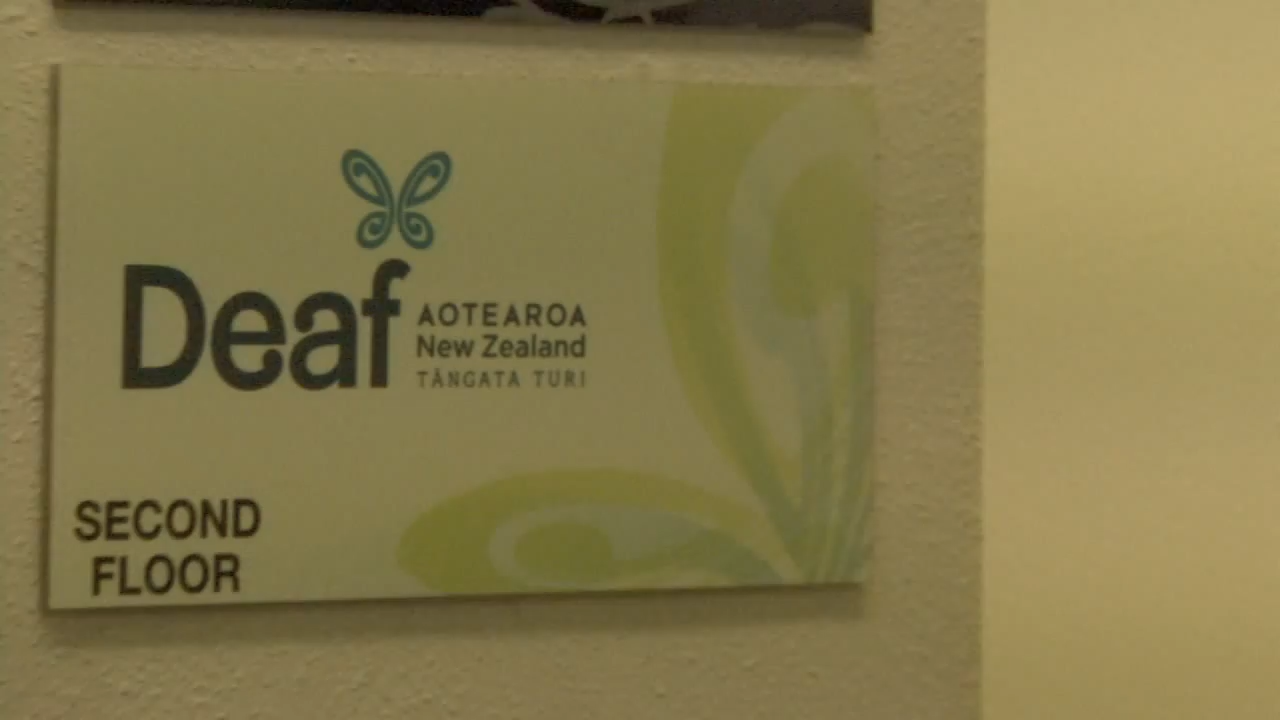 Deaf
AOTEAROA
New Zealand
TĀNGATA TURI
SECOND
FLOOR